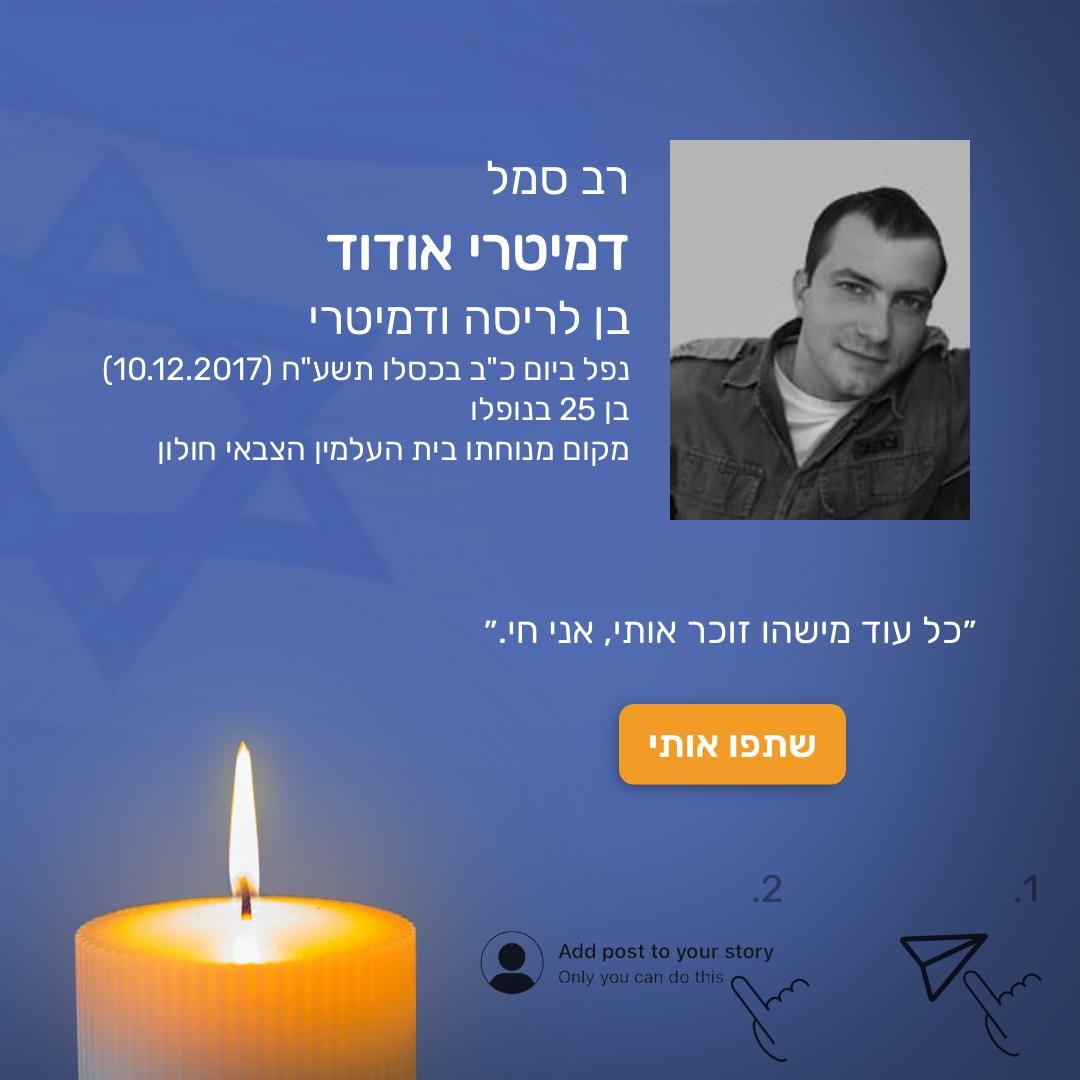 רב סמל
דמיטרי אודוד
בן לריסה ודמיטרי
נפל ביום כ"ב בכסלו תשע"ח (10.12.2017)
בן 25 בנופלו
מקום מנוחתו בית העלמין הצבאי חולון
״כל עוד מישהו זוכר אותי, אני חי.״
שתפו אותי
.1
.2
Add post to your story
Only you can do this